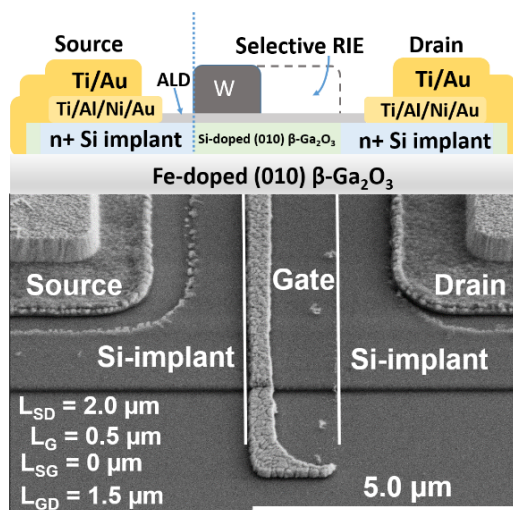 Source
Selective RIE
Drain
Ti/Au
ALD
W
Ti/Au
Ti/Al/Ni/Au
Ti/Al/Ni/Au
n+ Si implant
Si-doped (010) β-Ga₂O₃
n+ Si implant
Fe-doped (010) β-Ga₂O₃
Source
Gate
Drain
Si-implant
Si-implant
L_SD = 2.0 µm
L_G = 0.5 µm
L_SG = 0 µm
L_GD = 1.5 µm
5.0 µm